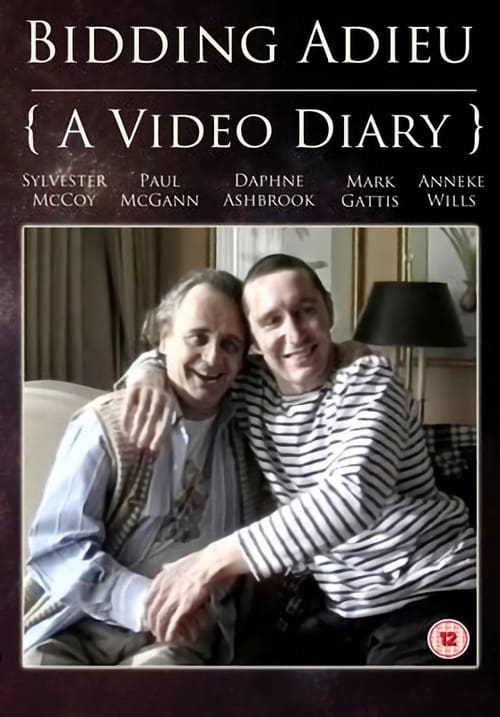 BIDDING ADIEU
{ A VIDEO DIARY }
SYLVESTER MCCOY
PAUL MCGANN
DAPHNE ASHBROOK
MARK GATTIS
ANNEKE WILLS
12